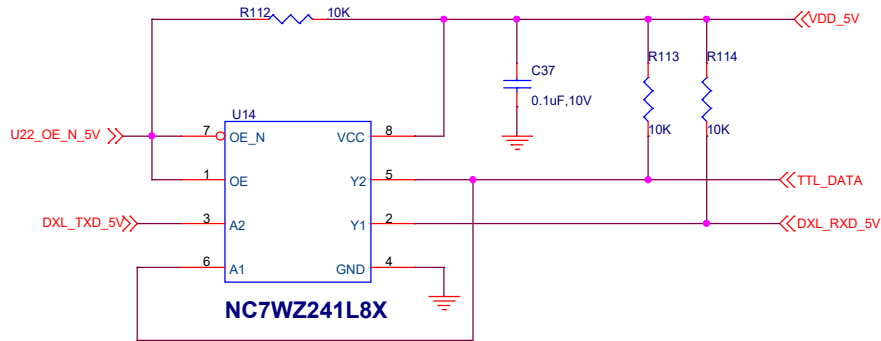 R112 10K VDD_5V
R113 R114
C37
0.1uF,10V
U14
U22_OE_N_5V 7 OE_N VCC 8 10K 10K
1 OE Y2 5 TTL_DATA
DXL_TXD_5V 3 A2 Y1 2 DXL_RXD_5V
6 A1 GND 4
NC7WZ241L8X